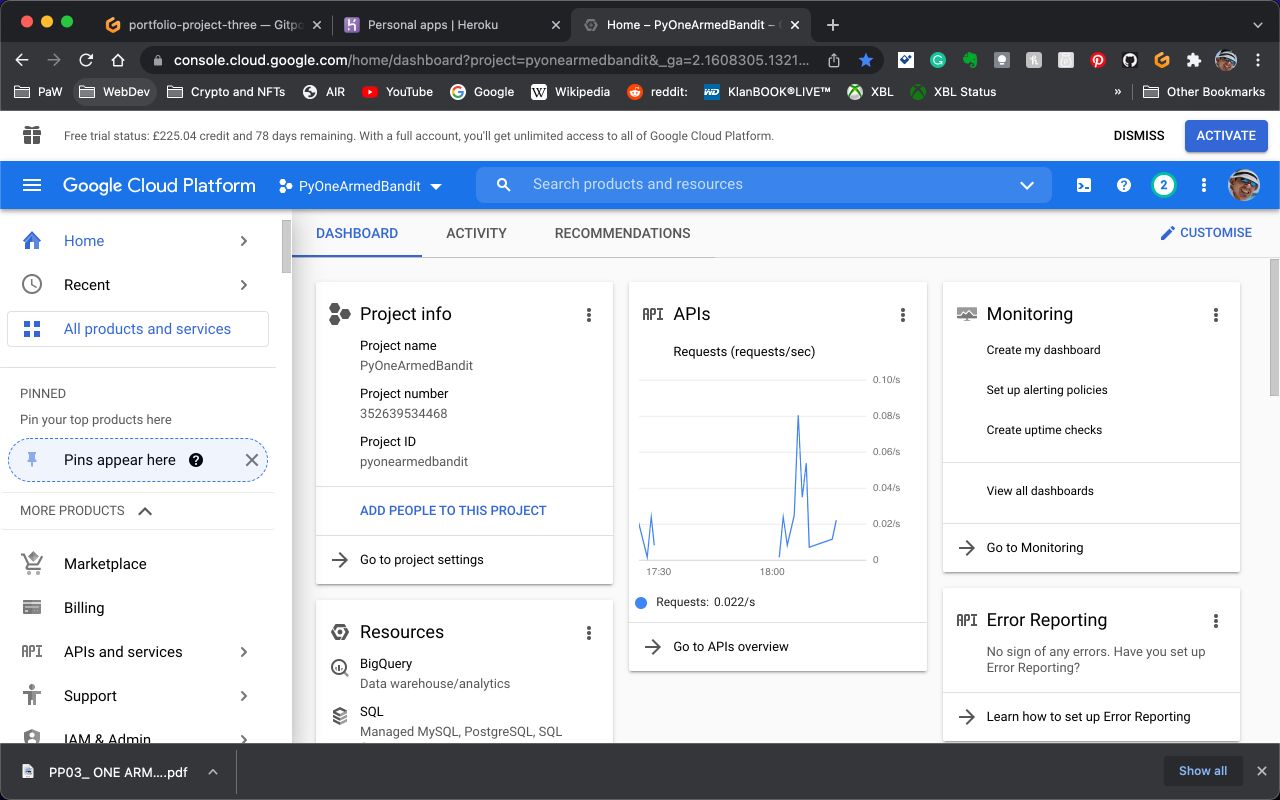 portfolio-project-three — Gitpo
Personal apps | Heroku
Home – PyOneArmedBandit –
console.cloud.google.com/home/dashboard?project=pyonearmedbandit&_ga=2.1608305.1321...
PaW
WebDev
Crypto and NFTs
AIR
YouTube
Google
Wikipedia
reddit:
KlanBOOK®LIVE™
XBL
XBL Status
»
Other Bookmarks
Free trial status: £225.04 credit and 78 days remaining. With a full account, you'll get unlimited access to all of Google Cloud Platform.
DISMISS
ACTIVATE
Google Cloud Platform
PyOneArmedBandit
Search products and resources
2
Home
Recent
All products and services
PINNED
Pin your top products here
Pins appear here
MORE PRODUCTS
Marketplace
Billing
API
APIs and services
Support
IAM & Admin
DASHBOARD
ACTIVITY
RECOMMENDATIONS
CUSTOMISE
Project info
Project name
PyOneArmedBandit
Project number
352639534468
Project ID
pyonearmedbandit
ADD PEOPLE TO THIS PROJECT
Go to project settings
Resources
BigQuery
Data warehouse/analytics
SQL
Managed MySQL, PostgreSQL, SQL
API
APIs
Requests (requests/sec)
0.10/s
0.08/s
0.06/s
0.04/s
0.02/s
0
17:30
18:00
Requests: 0.022/s
Go to APIs overview
Monitoring
Create my dashboard
Set up alerting policies
Create uptime checks
View all dashboards
Go to Monitoring
API
Error Reporting
No sign of any errors. Have you set up
Error Reporting?
Learn how to set up Error Reporting
PP03_ ONE ARM....pdf
Show all